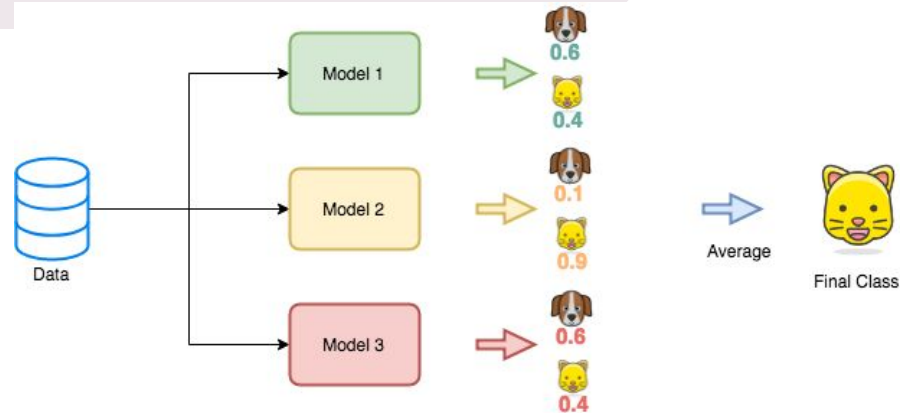 Model 1
0.6
0.4
Data
Model 2
0.1
0.9
Average
Final Class
Model 3
0.6
0.4